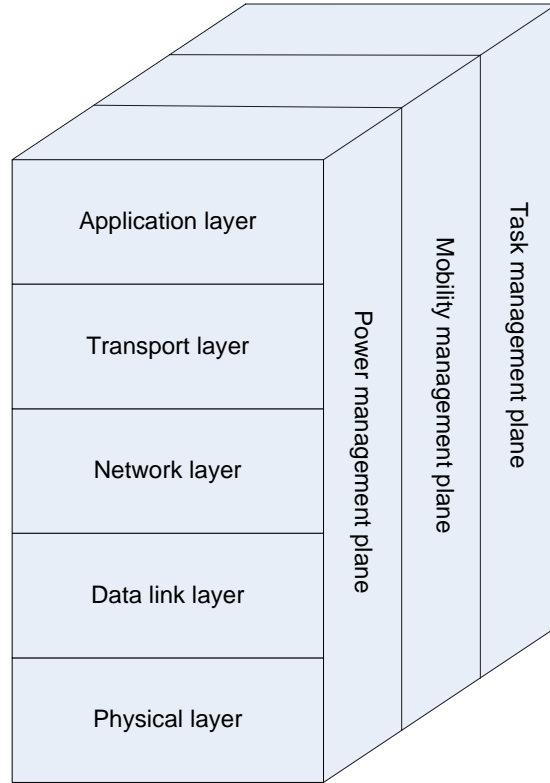 Application layer
Transport layer
Network layer
Data link layer
Physical layer
Power management plane
Mobility management plane
Task management plane